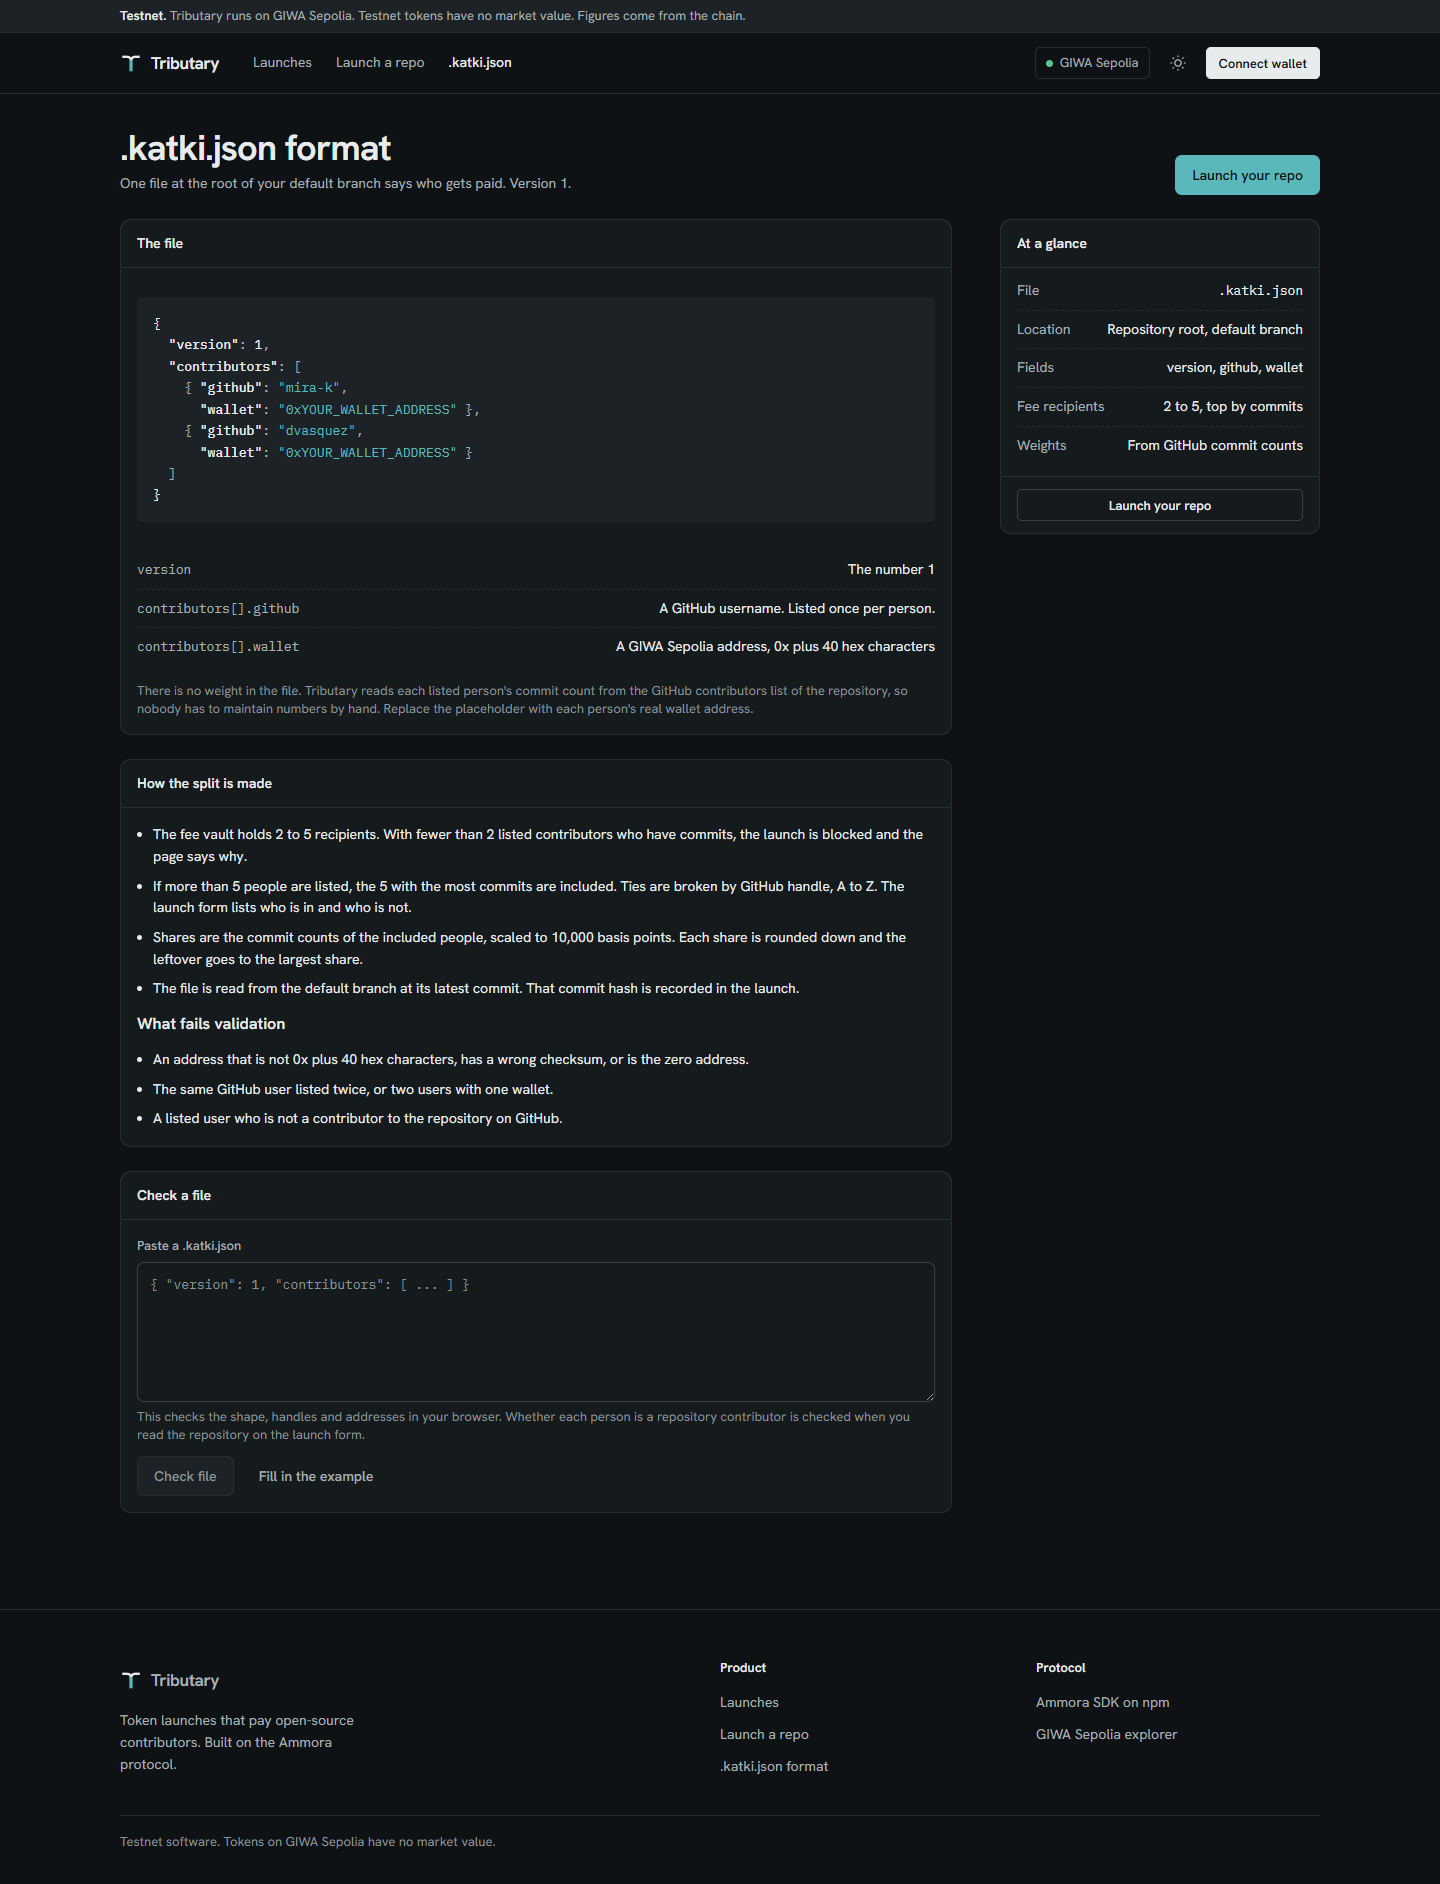 Testnet. Tributary runs on GIWA Sepolia. Testnet tokens have no market value. Figures come from the chain.
Tributary
Launches
Launch a repo
.katki.json
GIWA Sepolia
Connect wallet
.katki.json format
One file at the root of your default branch says who gets paid. Version 1.
Launch your repo
The file
{
"version": 1,
"contributors": [
{ "github": "mira-k",
"wallet": "0xYOUR_WALLET_ADDRESS" },
{ "github": "dvasquez",
"wallet": "0xYOUR_WALLET_ADDRESS" }
]
}
version
The number 1
contributors[].github
A GitHub username. Listed once per person.
contributors[].wallet
A GIWA Sepolia address, 0x plus 40 hex characters
There is no weight in the file. Tributary reads each listed person's commit count from the GitHub contributors list of the repository, so
nobody has to maintain numbers by hand. Replace the placeholder with each person's real wallet address.
At a glance
File
.katki.json
Location
Repository root, default branch
Fields
version, github, wallet
Fee recipients
2 to 5, top by commits
Weights
From GitHub commit counts
Launch your repo
How the split is made
The fee vault holds 2 to 5 recipients. With fewer than 2 listed contributors who have commits, the launch is blocked and the
page says why.
If more than 5 people are listed, the 5 with the most commits are included. Ties are broken by GitHub handle, A to Z. The
launch form lists who is in and who is not.
Shares are the commit counts of the included people, scaled to 10,000 basis points. Each share is rounded down and the
leftover goes to the largest share.
The file is read from the default branch at its latest commit. That commit hash is recorded in the launch.
What fails validation
An address that is not 0x plus 40 hex characters, has a wrong checksum, or is the zero address.
The same GitHub user listed twice, or two users with one wallet.
A listed user who is not a contributor to the repository on GitHub.
Check a file
Paste a .katki.json
{ "version": 1, "contributors": [ ... ] }
This checks the shape, handles and addresses in your browser. Whether each person is a repository contributor is checked when you
read the repository on the launch form.
Check file
Fill in the example
Tributary
Token launches that pay open-source
contributors. Built on the Ammora
protocol.
Product
Launches
Launch a repo
.katki.json format
Protocol
Ammora SDK on npm
GIWA Sepolia explorer
Testnet software. Tokens on GIWA Sepolia have no market value.